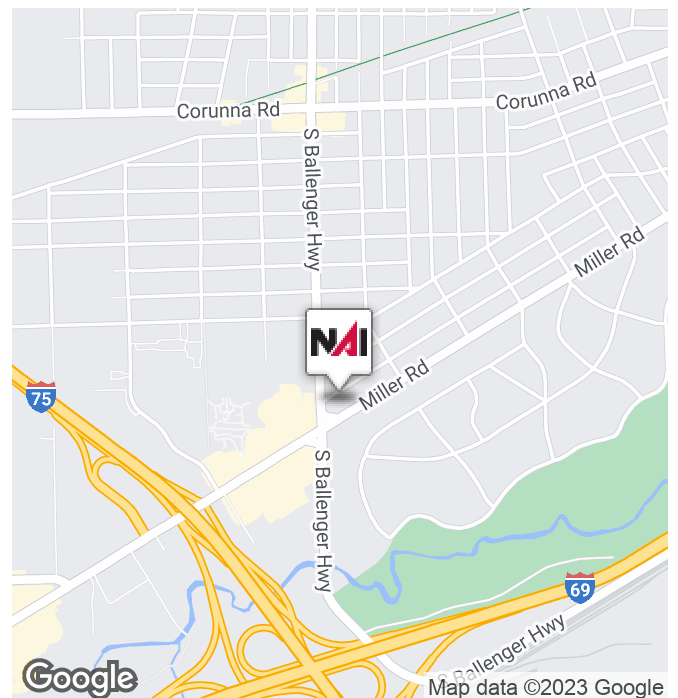 Corunna Rd
Corunna Rd
S Ballenger Hwy
Miller Rd
NAI
Miller Rd
75
S Ballenger Hwy
69
S Ballenger Hwy
Google
Map data ©2023 Google